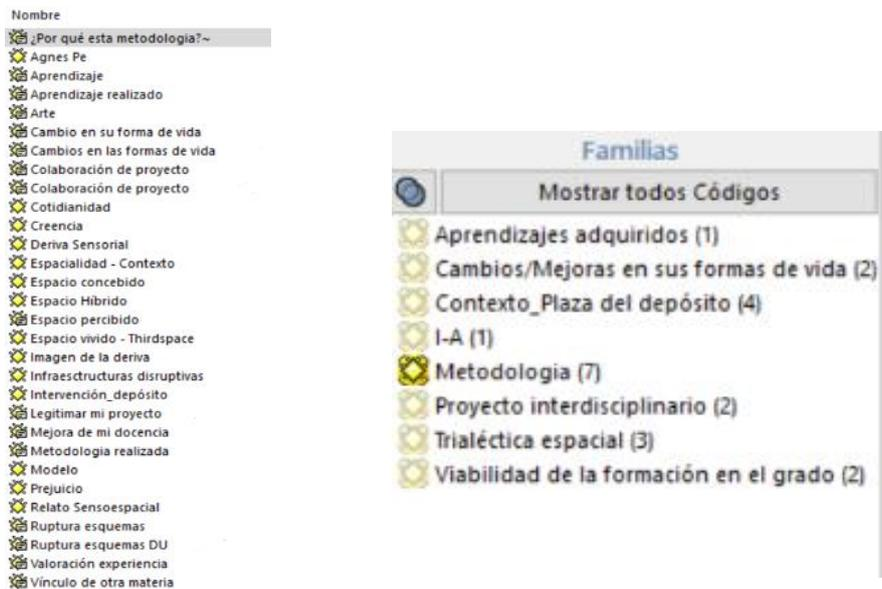 Nombre
¿Por qué esta metodologia?~
Agnes Pe
Aprendizaje
Aprendizaje realizado
Arte
Cambio en su forma de vida
Cambios en las formas de vida
Colaboración de proyecto
Colaboración de proyecto
Cotidianidad
Creencia
Deriva Sensorial
Espacialidad - Contexto
Espacio concebido
Espacio Híbrido
Espacio percibido
Espacio vivido - Thirdspace
Imagen de la deriva
Infraesctructuras disruptivas
Intervención_depósito
Legitimar mi proyecto
Mejora de mi docencia
Metodologia realizada
Modelo
Prejuicio
Relato Sensoespacial
Ruptura esquemas
Ruptura esquemas DU
Valoración experiencia
Vínculo de otra materia
Familias
Mostrar todos Códigos
Aprendizajes adquiridos (1)
Cambios/Mejoras en sus formas de vida (2)
Contexto_Plaza del depósito (4)
I-A (1)
Metodologia (7)
Proyecto interdisciplinario (2)
Trialéctica espacial (3)
Viabilidad de la formación en el grado (2)